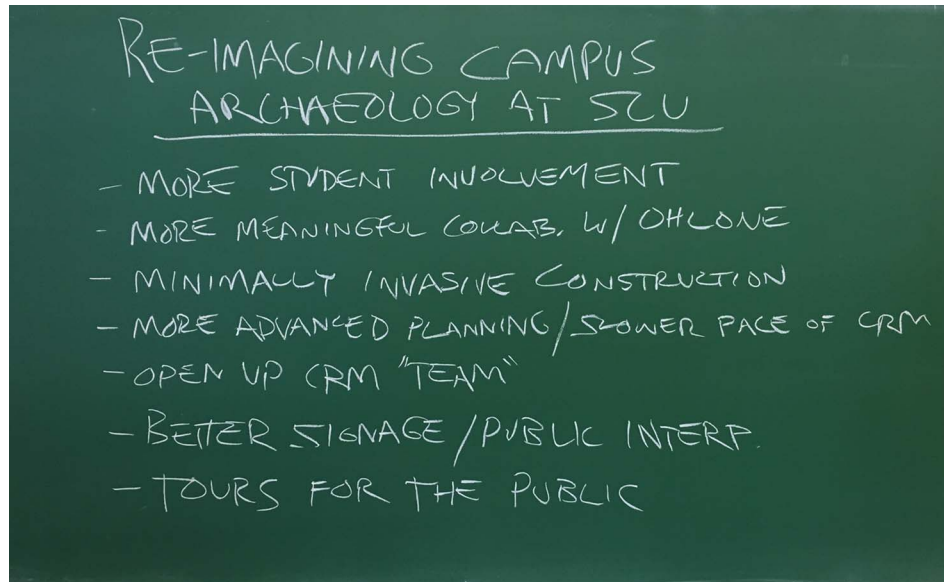 RE-IMAGINING CAMPUS
ARCHAEOLOGY AT SCU
- MORE STUDENT INVOLVEMENT
- MORE MEANINGFUL COLLAB. W/ OHLONE
- MINIMALLY INVASIVE CONSTRUCTION
- MORE ADVANCED PLANNING/SLOWER PACE OF CRM
- OPEN UP CRM "TEAM"
- BETTER SIGNAGE/PUBLIC INTERP.
- TOURS FOR THE PUBLIC